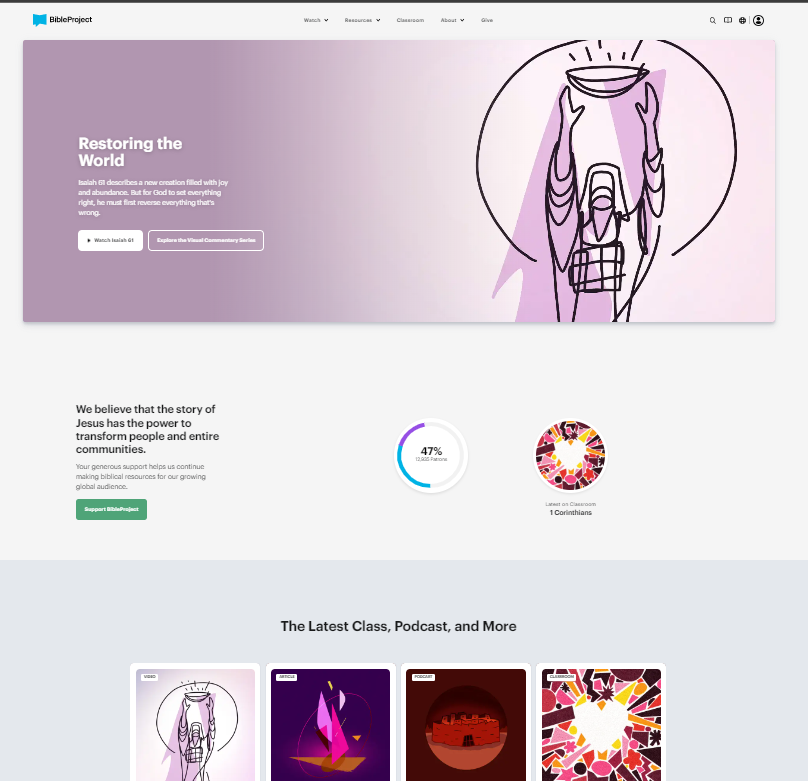 BibleProject
Watch
Resources
Classroom
About
Give
Restoring the
World
Isaiah 61 describes a new creation filled with joy
and abundance. But for God to set everything
right, he must first reverse everything that's
wrong.
Watch Isaiah 61
Explore the Visual Commentary Series
We believe that the story of
Jesus has the power to
transform people and entire
communities.
Your generous support helps us continue
making biblical resources for our growing
global audience.
Support BibleProject
47%
Patrons
Latest on Classroom
1 Corinthians
The Latest Class, Podcast, and More
VIDEO
ARTICLE
PODCAST
CLASSROOM